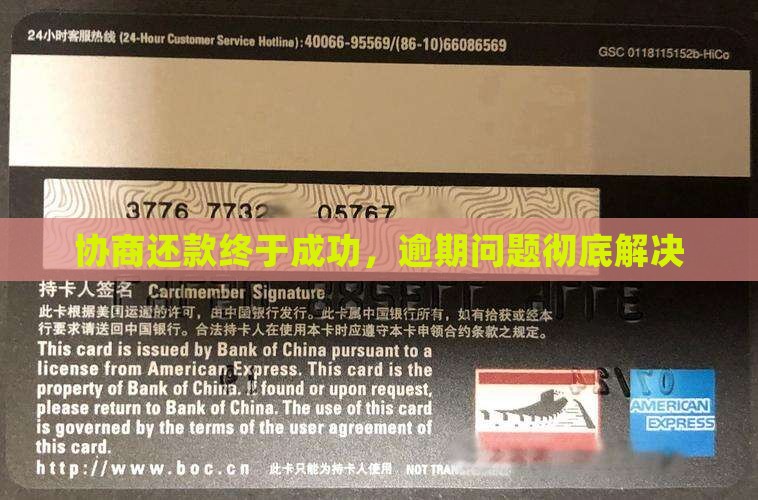 24小时客服热线 (24-Hour Customer Service Hotline):40066-95569/(86-10)66086569
GSC 0118115152b-HiCo
3776 7732 05767
协商还款终于成功，逾期问题彻底解决
持卡人签名 Cardmember Signature
此卡根据美国运通的许可，由中国银行发行。此卡属中国银行所有，如有拾获或经本
行要求请送回中国银行。合法持卡人在使用本卡时应遵守本卡申领合约条款之规定。
This card is issued by Bank of China pursuant to a
license from American Express. This card is the
property of Bank of China. If found or upon request,
please return to Bank of China. The use of this card
is governed by the terms of the user agreement of
this card.
AMERICAN
EXPRESS
http://www.boc.cn 此卡只能为持卡人使用 NOT